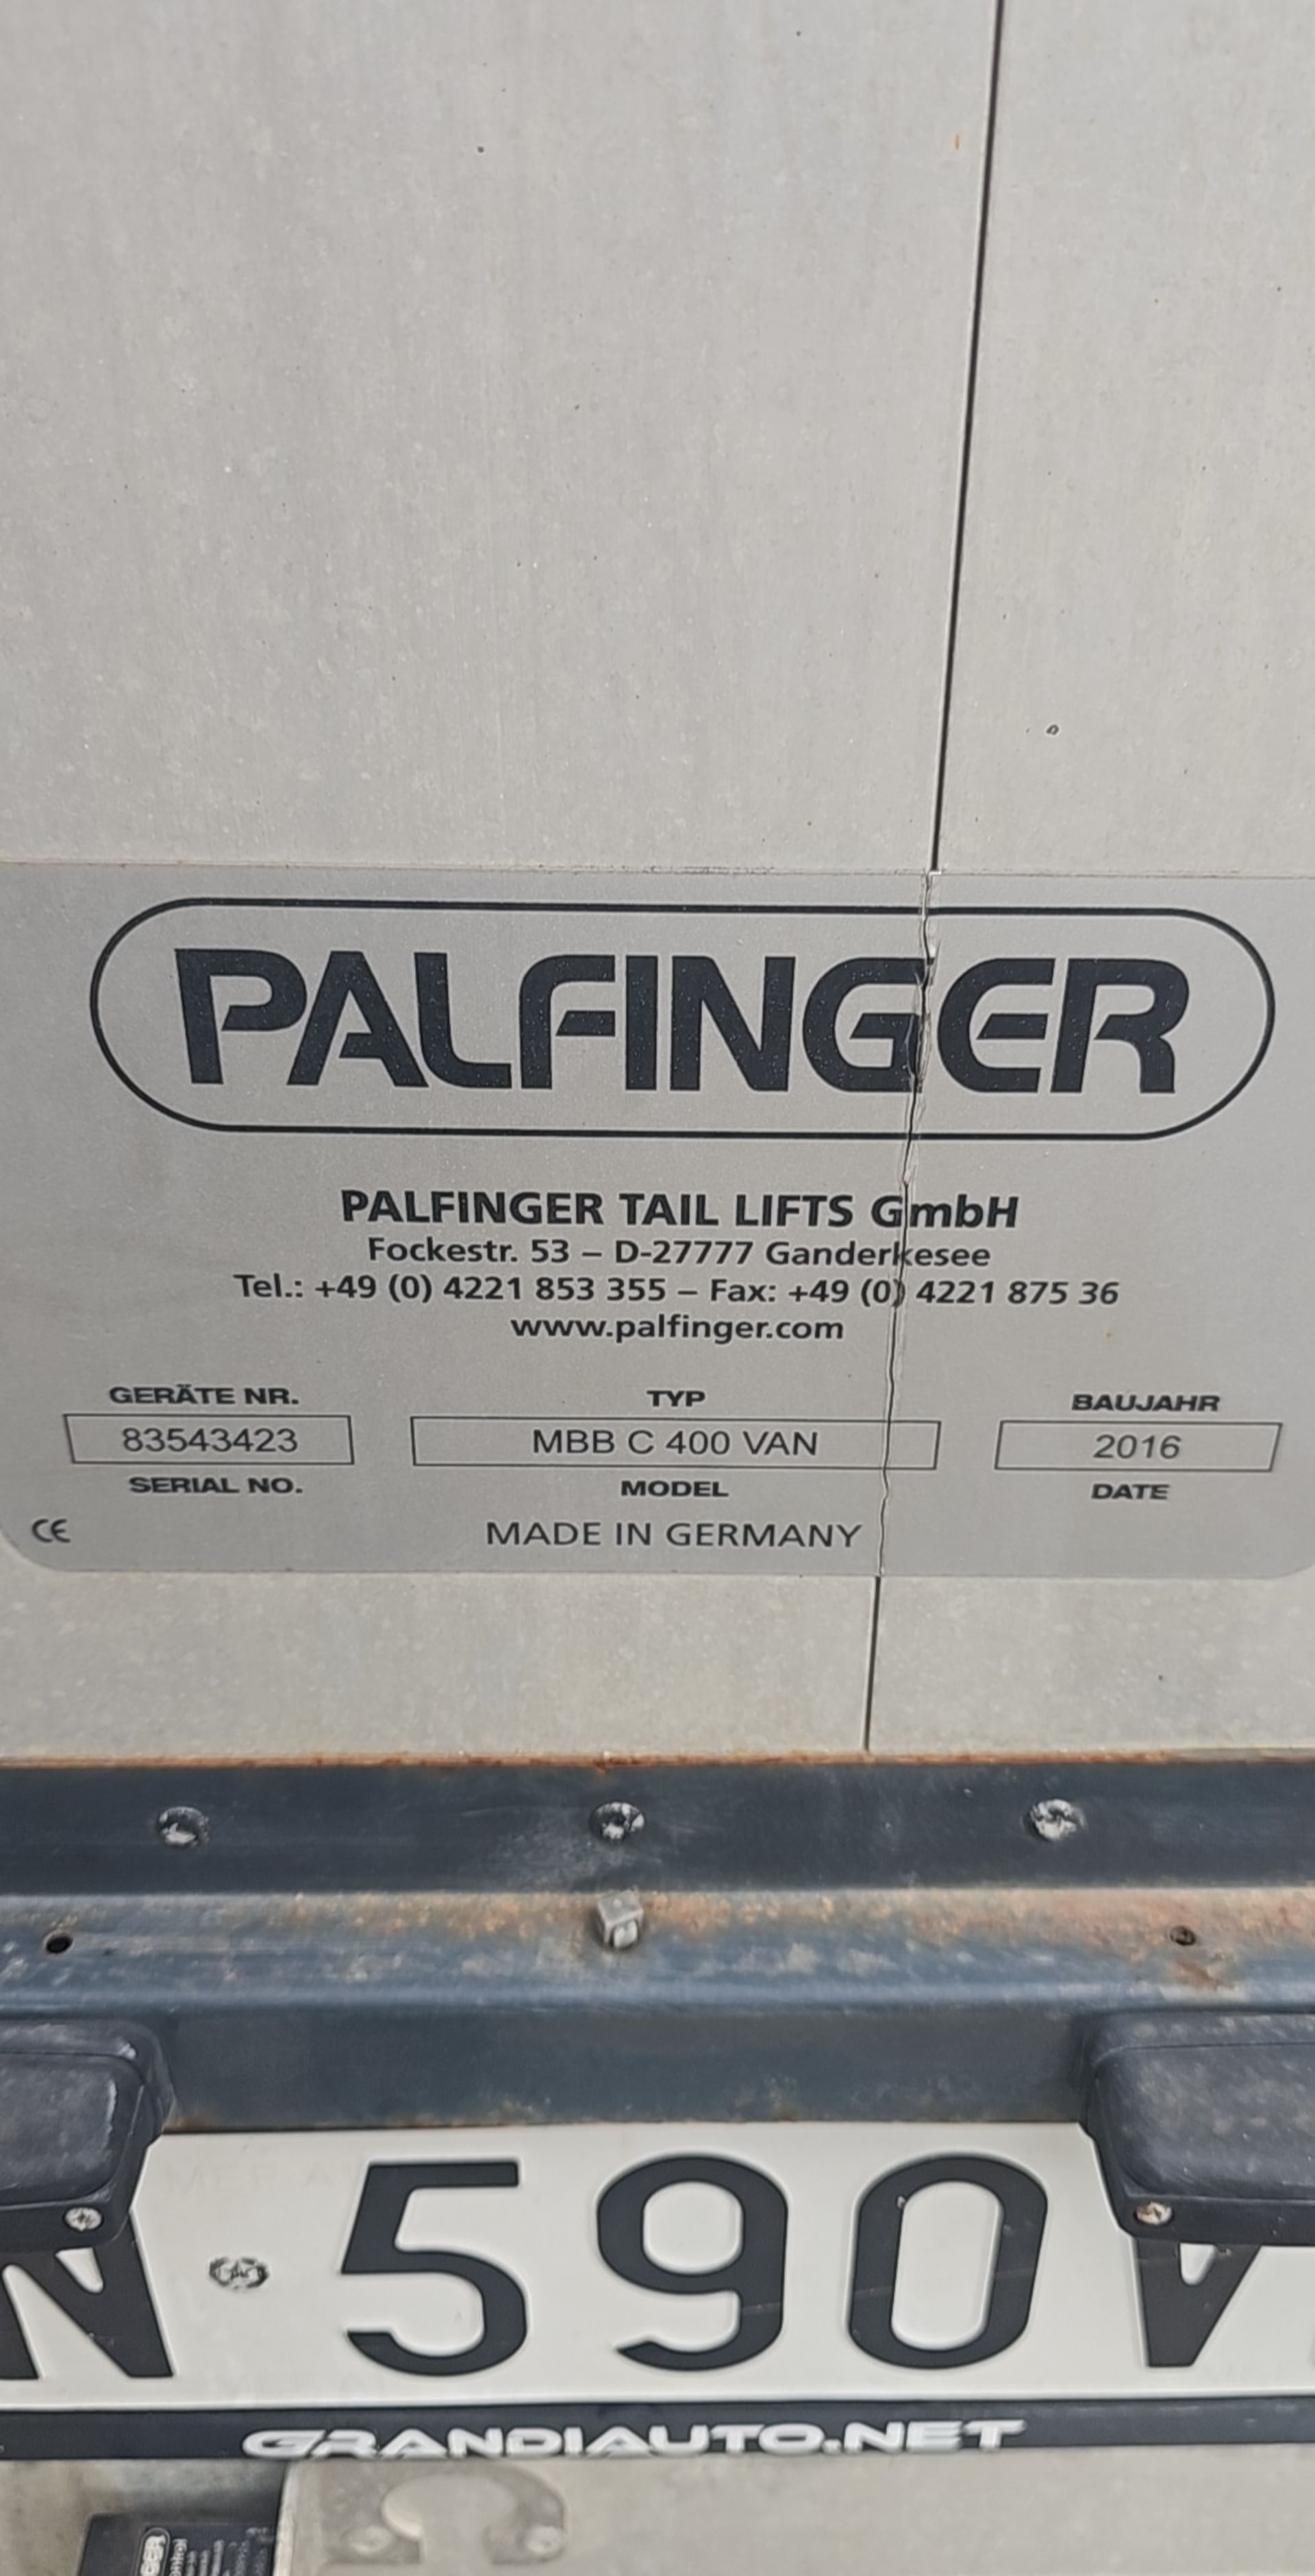 PALFINGER
PALFINGER TAIL LIFTS GmbH
Fockestr. 53 – D-27777 Ganderkesee
Tel.: +49 (0) 4221 853 355 – Fax: +49 (0) 4221 875 36
www.palfinger.com
GERÄTE NR. TYP BAUJAHR
83543423 MBB C 400 VAN 2016
SERIAL NO. MODEL DATE
CE MADE IN GERMANY
590
GRANDIAUTO.NET